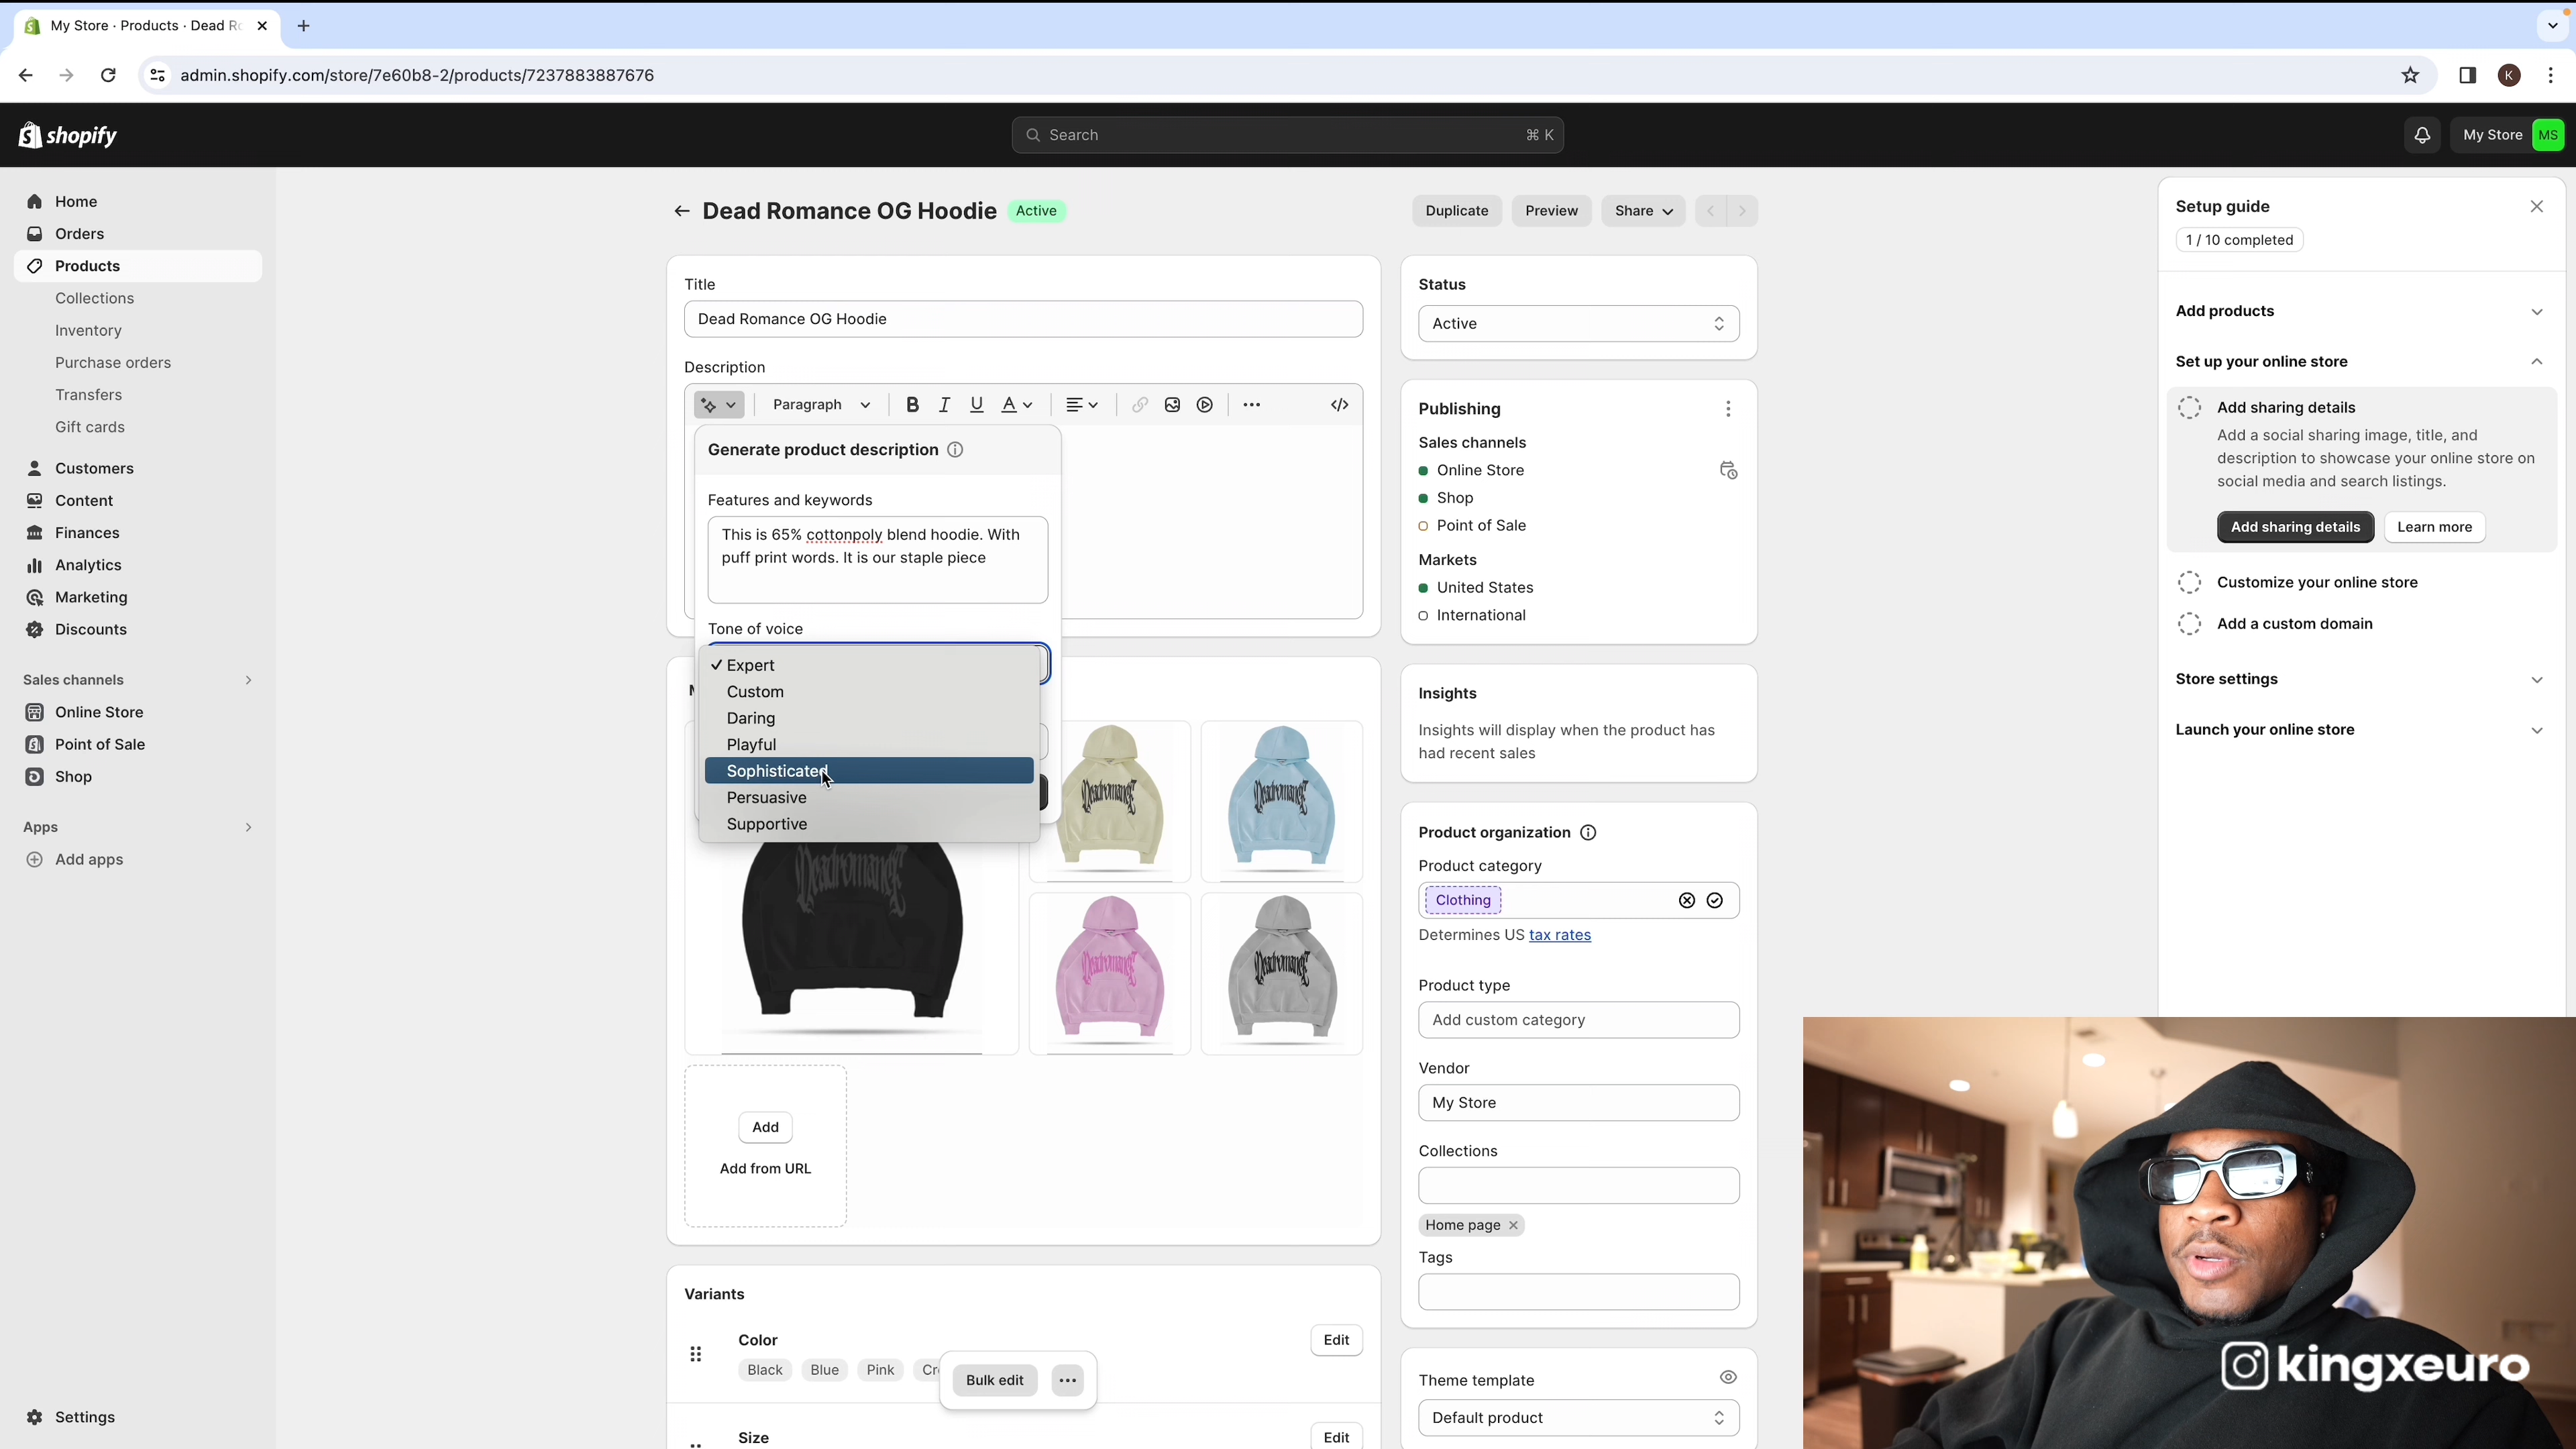 My Store · Products · Dead Ro
admin.shopify.com/store/7e60b8-2/products/7237883887676
K
shopify
Search
⌘ K
My Store
MS
Home
Orders
Products
Collections
Inventory
Purchase orders
Transfers
Gift cards
Customers
Content
Finances
Analytics
Marketing
Discounts
Sales channels
Online Store
Point of Sale
Shop
Apps
Add apps
Settings
Dead Romance OG Hoodie
Active
Duplicate
Preview
Share
Title
Dead Romance OG Hoodie
Description
Paragraph
B I U A
Generate product description
Features and keywords
This is 65% cottonpoly blend hoodie. With
puff print words. It is our staple piece
Tone of voice
Expert
Custom
Daring
Playful
Sophisticated
Persuasive
Supportive
Deadromance
Deadromance
Deadromance
Deadromance
Deadromance
Add
Add from URL
Variants
Color
Edit
Black
Blue
Pink
Bulk edit
Size
Edit
Status
Active
Publishing
Sales channels
Online Store
Shop
Point of Sale
Markets
United States
International
Insights
Insights will display when the product has
had recent sales
Product organization
Product category
Clothing
Determines US tax rates
Product type
Add custom category
Vendor
My Store
Collections
Home page
Tags
Theme template
Default product
Setup guide
1 / 10 completed
Add products
Set up your online store
Add sharing details
Add a social sharing image, title, and
description to showcase your online store on
social media and search listings.
Add sharing details
Learn more
Customize your online store
Add a custom domain
Store settings
Launch your online store
kingxeuro